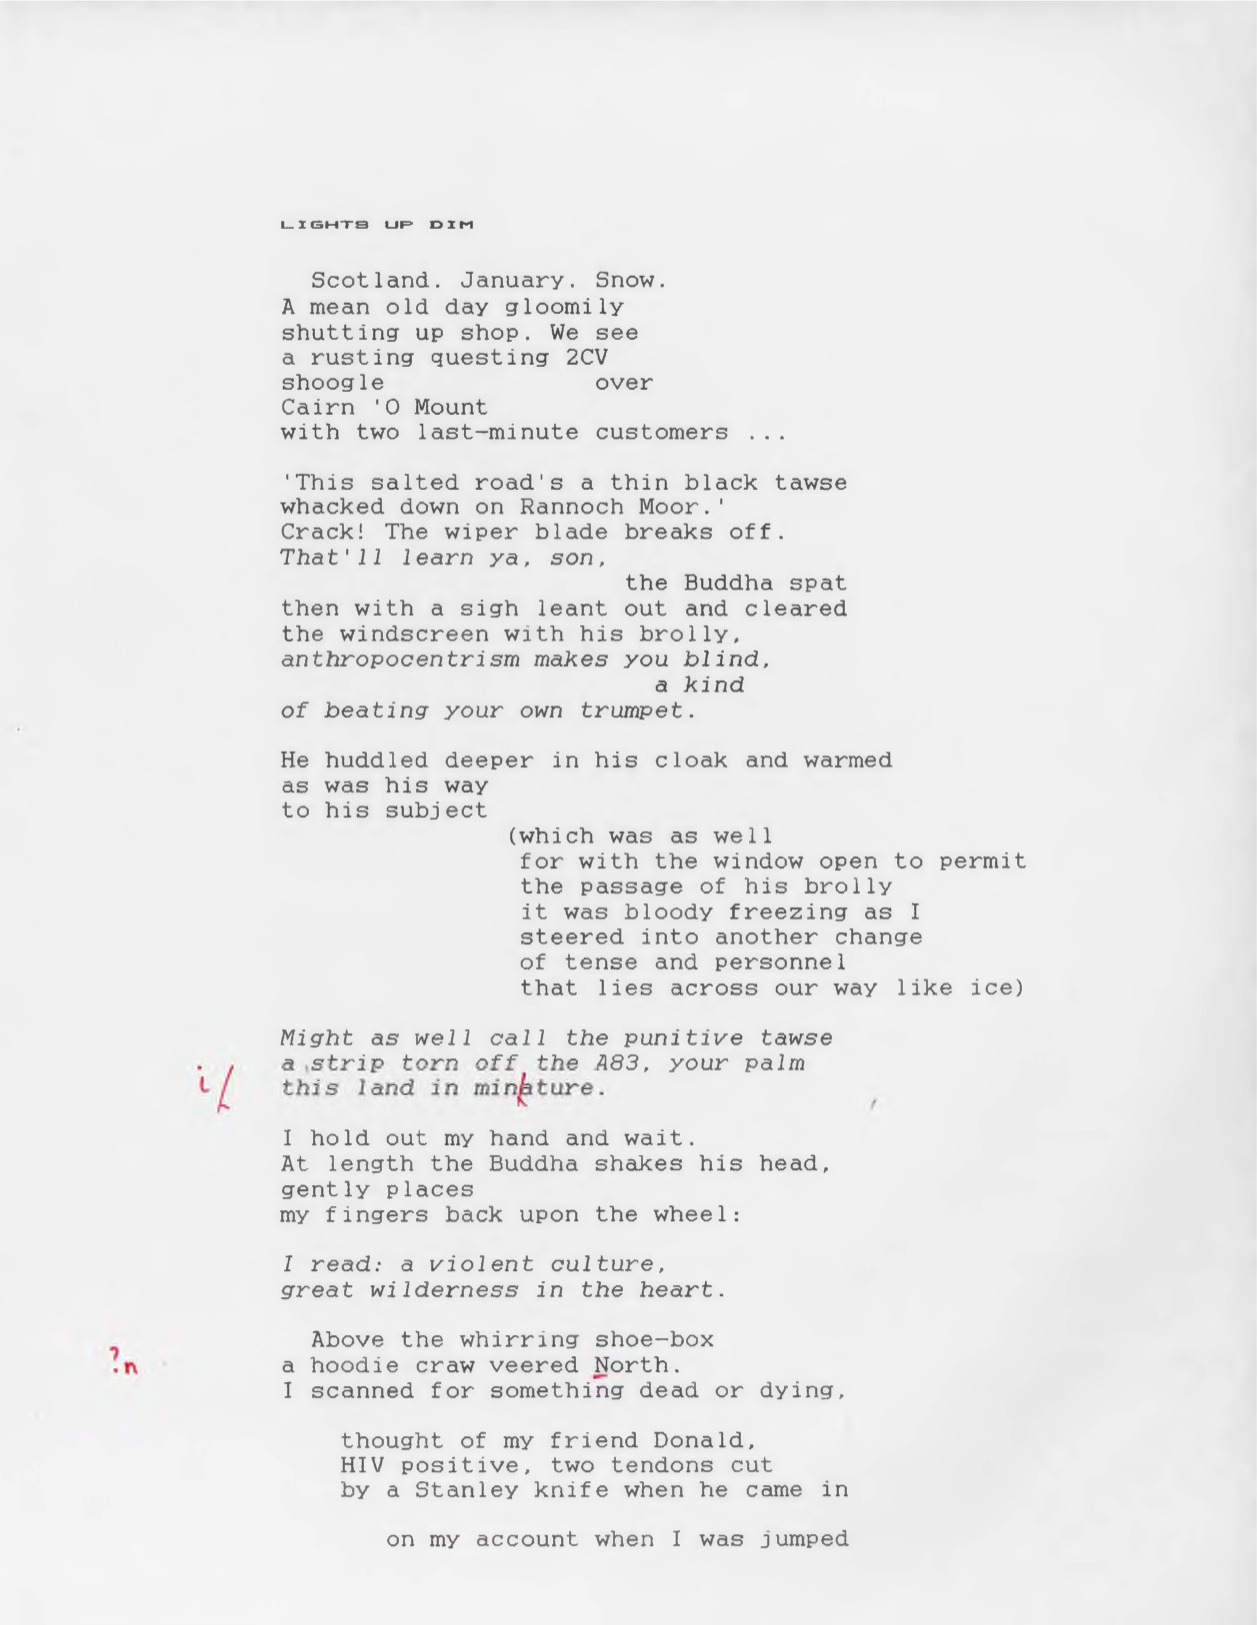 LIGHTS UP DIM
Scotland. January. Snow.
A mean old day gloomily
shutting up shop. We see
a rusting questing 2CV
shoogle over
Cairn 'O Mount
with two last-minute customers ...
'This salted road's a thin black tawse
whacked down on Rannoch Moor.'
Crack! The wiper blade breaks off.
That'll learn ya, son,
the Buddha spat
then with a sigh leant out and cleared
the windscreen with his brolly,
anthropocentrism makes you blind,
a kind
of beating your own trumpet.
He huddled deeper in his cloak and warmed
as was his way
to his subject
(which was as well
for with the window open to permit
the passage of his brolly
it was bloody freezing as I
steered into another change
of tense and personnel
that lies across our way like ice)
Might as well call the punitive tawse
a strip torn off the A83, your palm
i/ this land in minature.
I hold out my hand and wait.
At length the Buddha shakes his head,
gently places
my fingers back upon the wheel:
I read: a violent culture,
great wilderness in the heart.
Above the whirring shoe-box
?n a hoodie craw veered North.
I scanned for something dead or dying,
thought of my friend Donald,
HIV positive, two tendons cut
by a Stanley knife when he came in
on my account when I was jumped